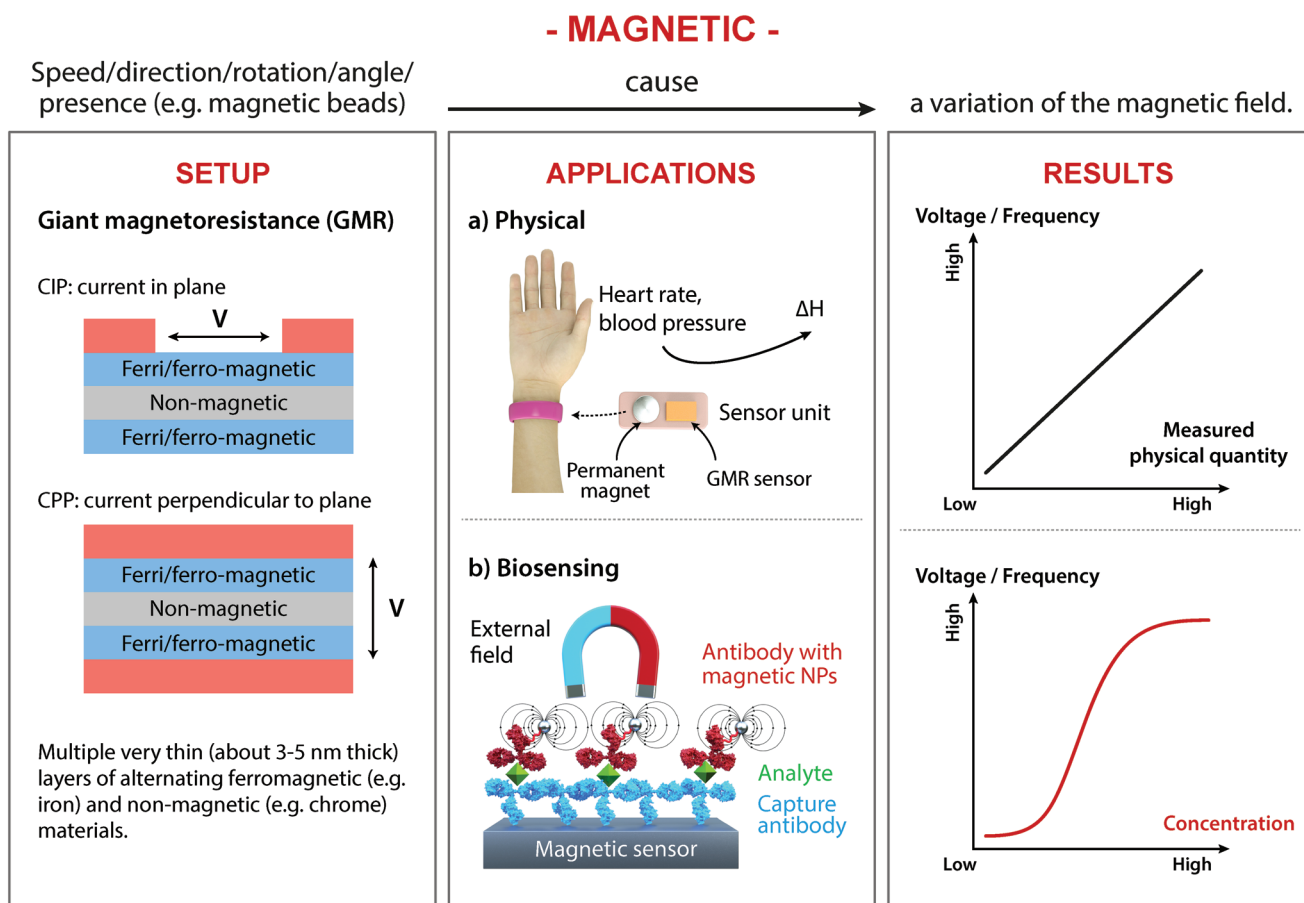 - MAGNETIC -
Speed/direction/rotation/angle/
presence (e.g. magnetic beads)
cause
a variation of the magnetic field.
SETUP
Giant magnetoresistance (GMR)
CIP: current in plane
V
Ferri/ferro-magnetic
Non-magnetic
Ferri/ferro-magnetic
CPP: current perpendicular to plane
Ferri/ferro-magnetic
Non-magnetic
Ferri/ferro-magnetic
V
Multiple very thin (about 3-5 nm thick)
layers of alternating ferromagnetic (e.g.
iron) and non-magnetic (e.g. chrome)
materials.
APPLICATIONS
a) Physical
Heart rate,
blood pressure
ΔH
Sensor unit
Permanent
magnet
GMR sensor
b) Biosensing
External
field
Antibody with
magnetic NPs
Analyte
Capture
antibody
Magnetic sensor
RESULTS
Voltage / Frequency
High
Measured
physical quantity
Low
High
Voltage / Frequency
High
Concentration
Low
High